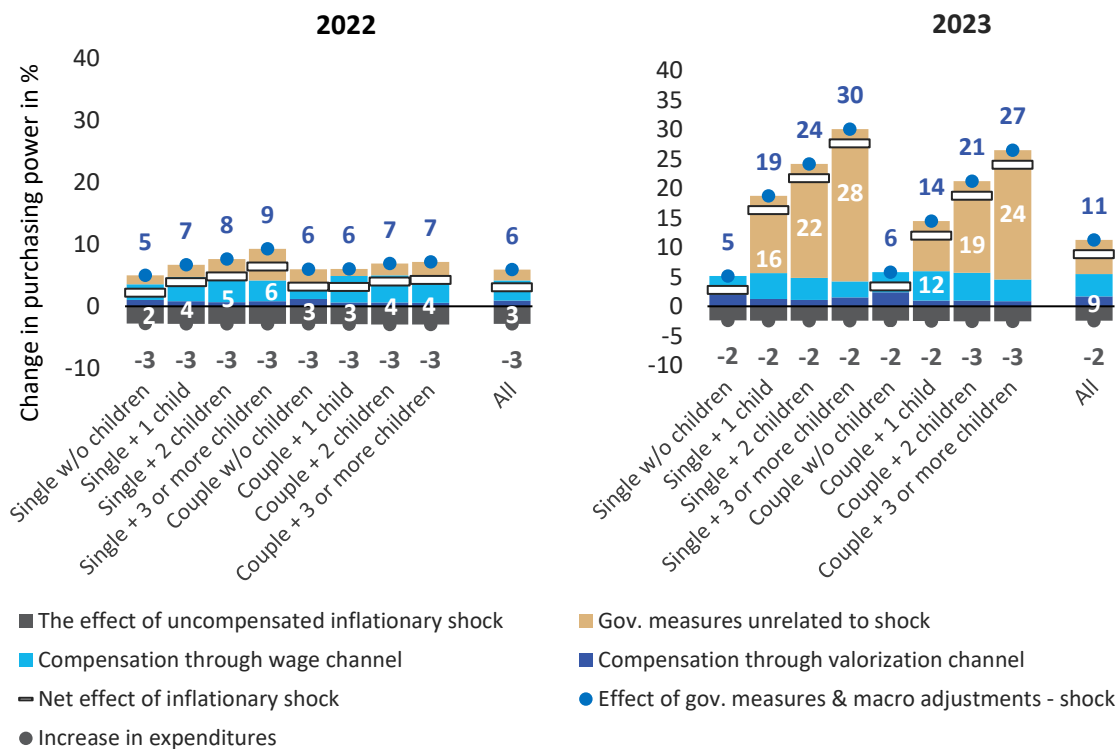 2022
Change in purchasing power in %
40
30
20
10
0
-10
5
7
8
9
6
6
7
7
6
2
4
5
6
3
3
4
4
3
-3
-3
-3
-3
-3
-3
-3
-3
-3
Single w/o children
Single + 1 child
Single + 2 children
Single + 3 or more children
Couple w/o children
Couple + 1 child
Couple + 2 children
Couple + 3 or more children
All
2023
40
35
30
25
20
15
10
5
0
-5
-10
5
19
24
30
6
14
21
27
11
16
22
28
12
19
24
9
-2
-2
-2
-2
-2
-2
-3
-3
-2
Single w/o children
Single + 1 child
Single + 2 children
Single + 3 or more children
Couple w/o children
Couple + 1 child
Couple + 2 children
Couple + 3 or more children
All
The effect of uncompensated inflationary shock
Gov. measures unrelated to shock
Compensation through wage channel
Compensation through valorization channel
Net effect of inflationary shock
Effect of gov. measures & macro adjustments - shock
Increase in expenditures